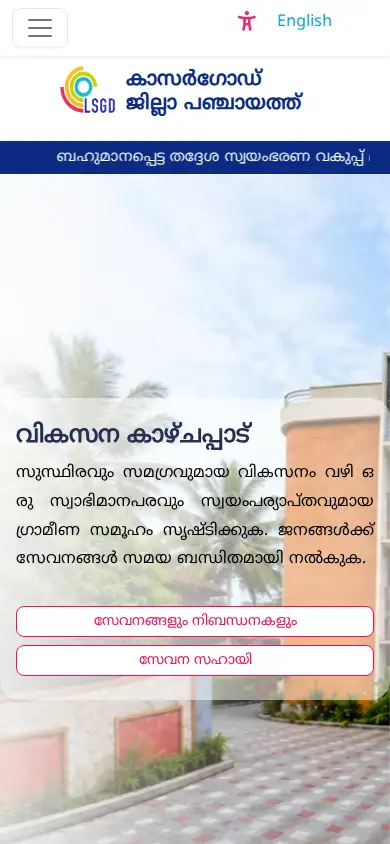 English
LSGD
കാസർഗോഡ്
ജില്ലാ പഞ്ചായത്ത്
ബഹുമാനപ്പെട്ട തദ്ദേശ സ്വയംഭരണ വകുപ്പ്
വികസന കാഴ്ചപ്പാട്
സുസ്ഥിരവും സമഗ്രവുമായ വികസനം വഴി ഒ
രു സ്വാഭിമാനപരവും സ്വയംപര്യാപ്തവുമായ
ഗ്രാമീണ സമൂഹം സൃഷ്ടിക്കുക. ജനങ്ങൾക്ക്
സേവനങ്ങൾ സമയ ബന്ധിതമായി നൽകുക.
സേവനങ്ങളും നിബന്ധനകളും
സേവന സഹായി